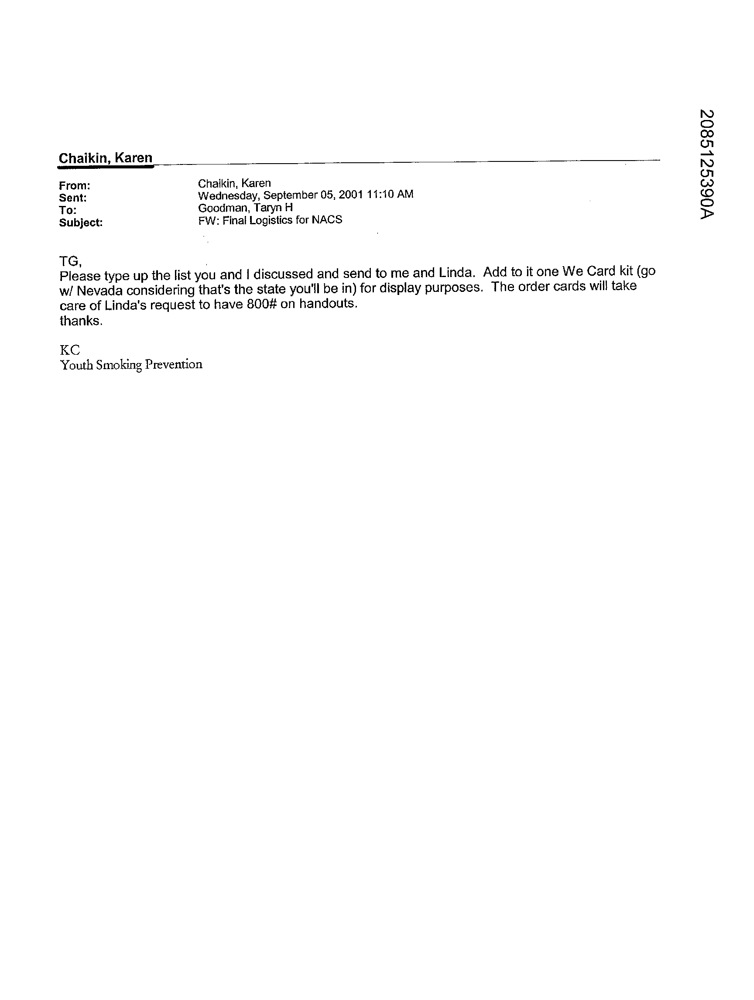 Chaikin, Karen
From: Chaikin, Karen
Sent: Wednesday, September 05, 2001 11:10 AM
To: Goodman, Taryn H
Subject: FW: Final Logistics for NACS
TG,
Please type up the list you and I discussed and send to me and Linda. Add to it one We Card kit (go
w/ Nevada considering that's the state you'll be in) for display purposes. The order cards will take
care of Linda's request to have 800# on handouts.
thanks.
KC
Youth Smoking Prevention
2085125390A